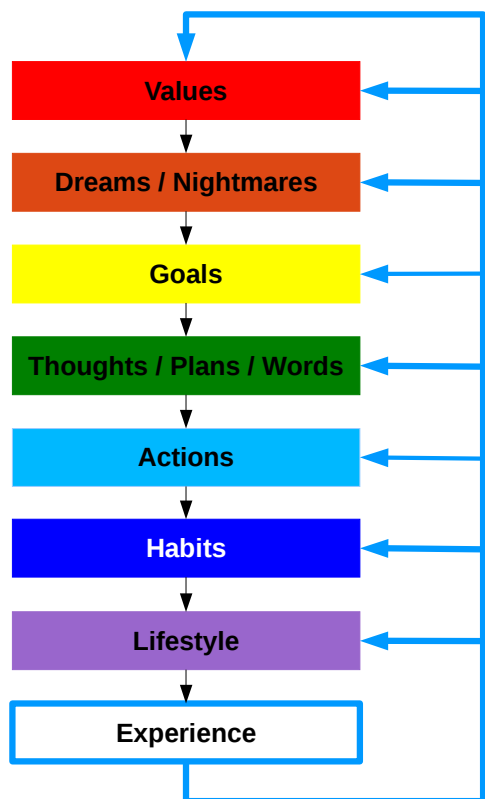 Values
Dreams / Nightmares
Goals
Thoughts / Plans / Words
Actions
Habits
Lifestyle
Experience